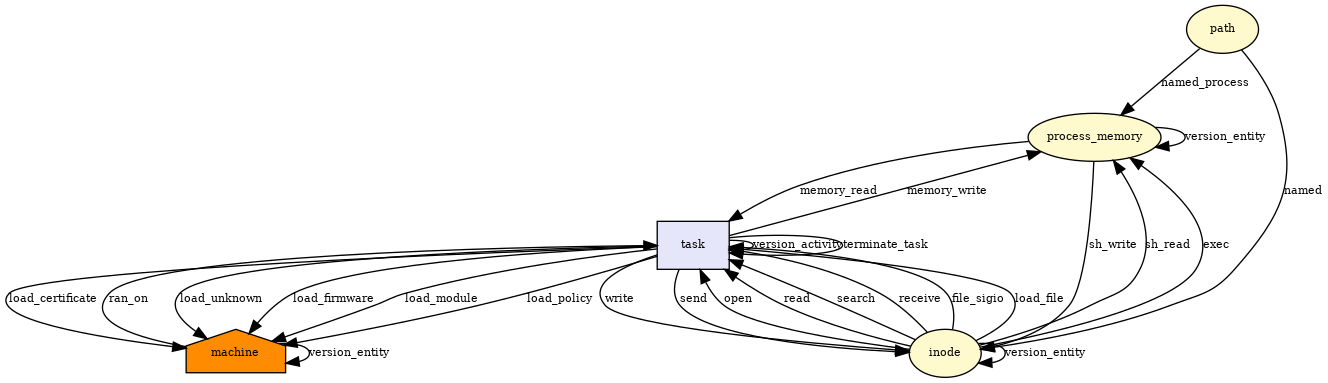 path
named_process
process_memory
version_entity
memory_read
memory_write
named
task
version_activity
terminate_task
sh_write
sh_read
exec
load_certificate
ran_on
load_unknown
load_firmware
load_module
load_policy
write
send
open
read
search
receive
file_sigio
load_file
machine
version_entity
inode
version_entity